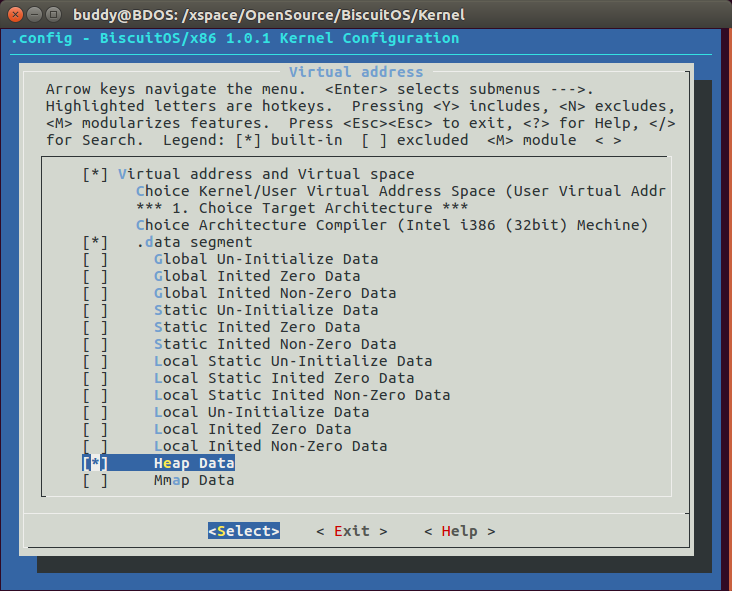 buddy@BDOS: /xspace/OpenSource/BiscuitOS/Kernel
.config - BiscuitOS/x86 1.0.1 Kernel Configuration
Virtual address
Arrow keys navigate the menu.  <Enter> selects submenus --->.
Highlighted letters are hotkeys.  Pressing <Y> includes, <N> excludes,
<M> modularizes features.  Press <Esc><Esc> to exit, <?> for Help, </>
for Search.  Legend: [*] built-in  [ ] excluded  <M> module  < >
[*] Virtual address and Virtual space
Choice Kernel/User Virtual Address Space (User Virtual Addr
*** 1. Choice Target Architecture ***
Choice Architecture Compiler (Intel i386 (32bit) Mechine)
[*]   .data segment
[ ]     Global Un-Initialize Data
[ ]     Global Inited Zero Data
[ ]     Global Inited Non-Zero Data
[ ]     Static Un-Initialize Data
[ ]     Static Inited Zero Data
[ ]     Static Inited Non-Zero Data
[ ]     Local Static Un-Initialize Data
[ ]     Local Static Inited Zero Data
[ ]     Local Static Inited Non-Zero Data
[ ]     Local Un-Initialize Data
[ ]     Local Inited Zero Data
[ ]     Local Inited Non-Zero Data
[*]     Heap Data
[ ]     Mmap Data
<Select>    < Exit >    < Help >